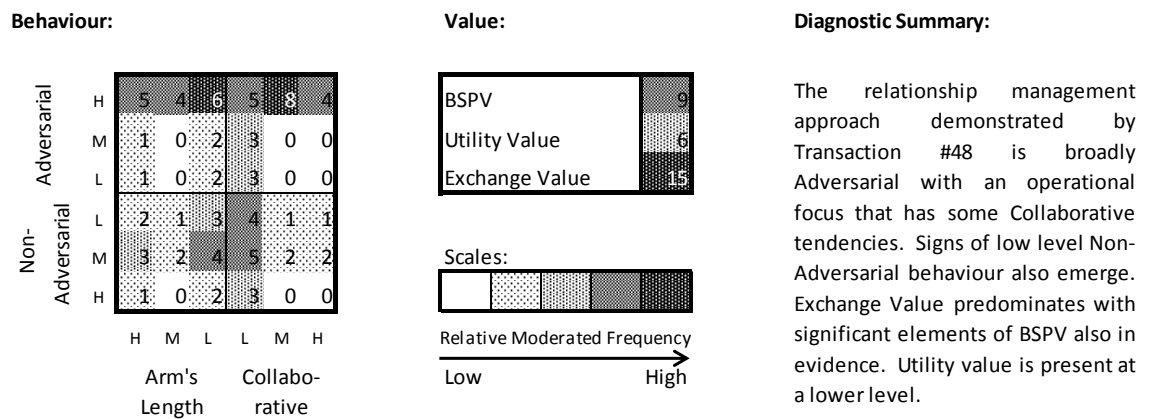 Behaviour:
Adversarial
Non-
Adversarial
H 5 4 6 5 8 4
M 1 0 2 3 0 0
L 1 0 2 3 0 0
L 2 1 3 4 1 1
M 3 2 4 5 2 2
H 1 0 2 3 0 0
H M L L M H
Arm's
Length
Collabo-
rative
Value:
BSPV 9
Utility Value 6
Exchange Value 15
Scales:
Relative Moderated Frequency
Low High
Diagnostic Summary:
The relationship management
approach demonstrated by
Transaction #48 is broadly
Adversarial with an operational
focus that has some Collaborative
tendencies. Signs of low level Non-
Adversarial behaviour also emerge.
Exchange Value predominates with
significant elements of BSPV also in
evidence. Utility value is present at
a lower level.